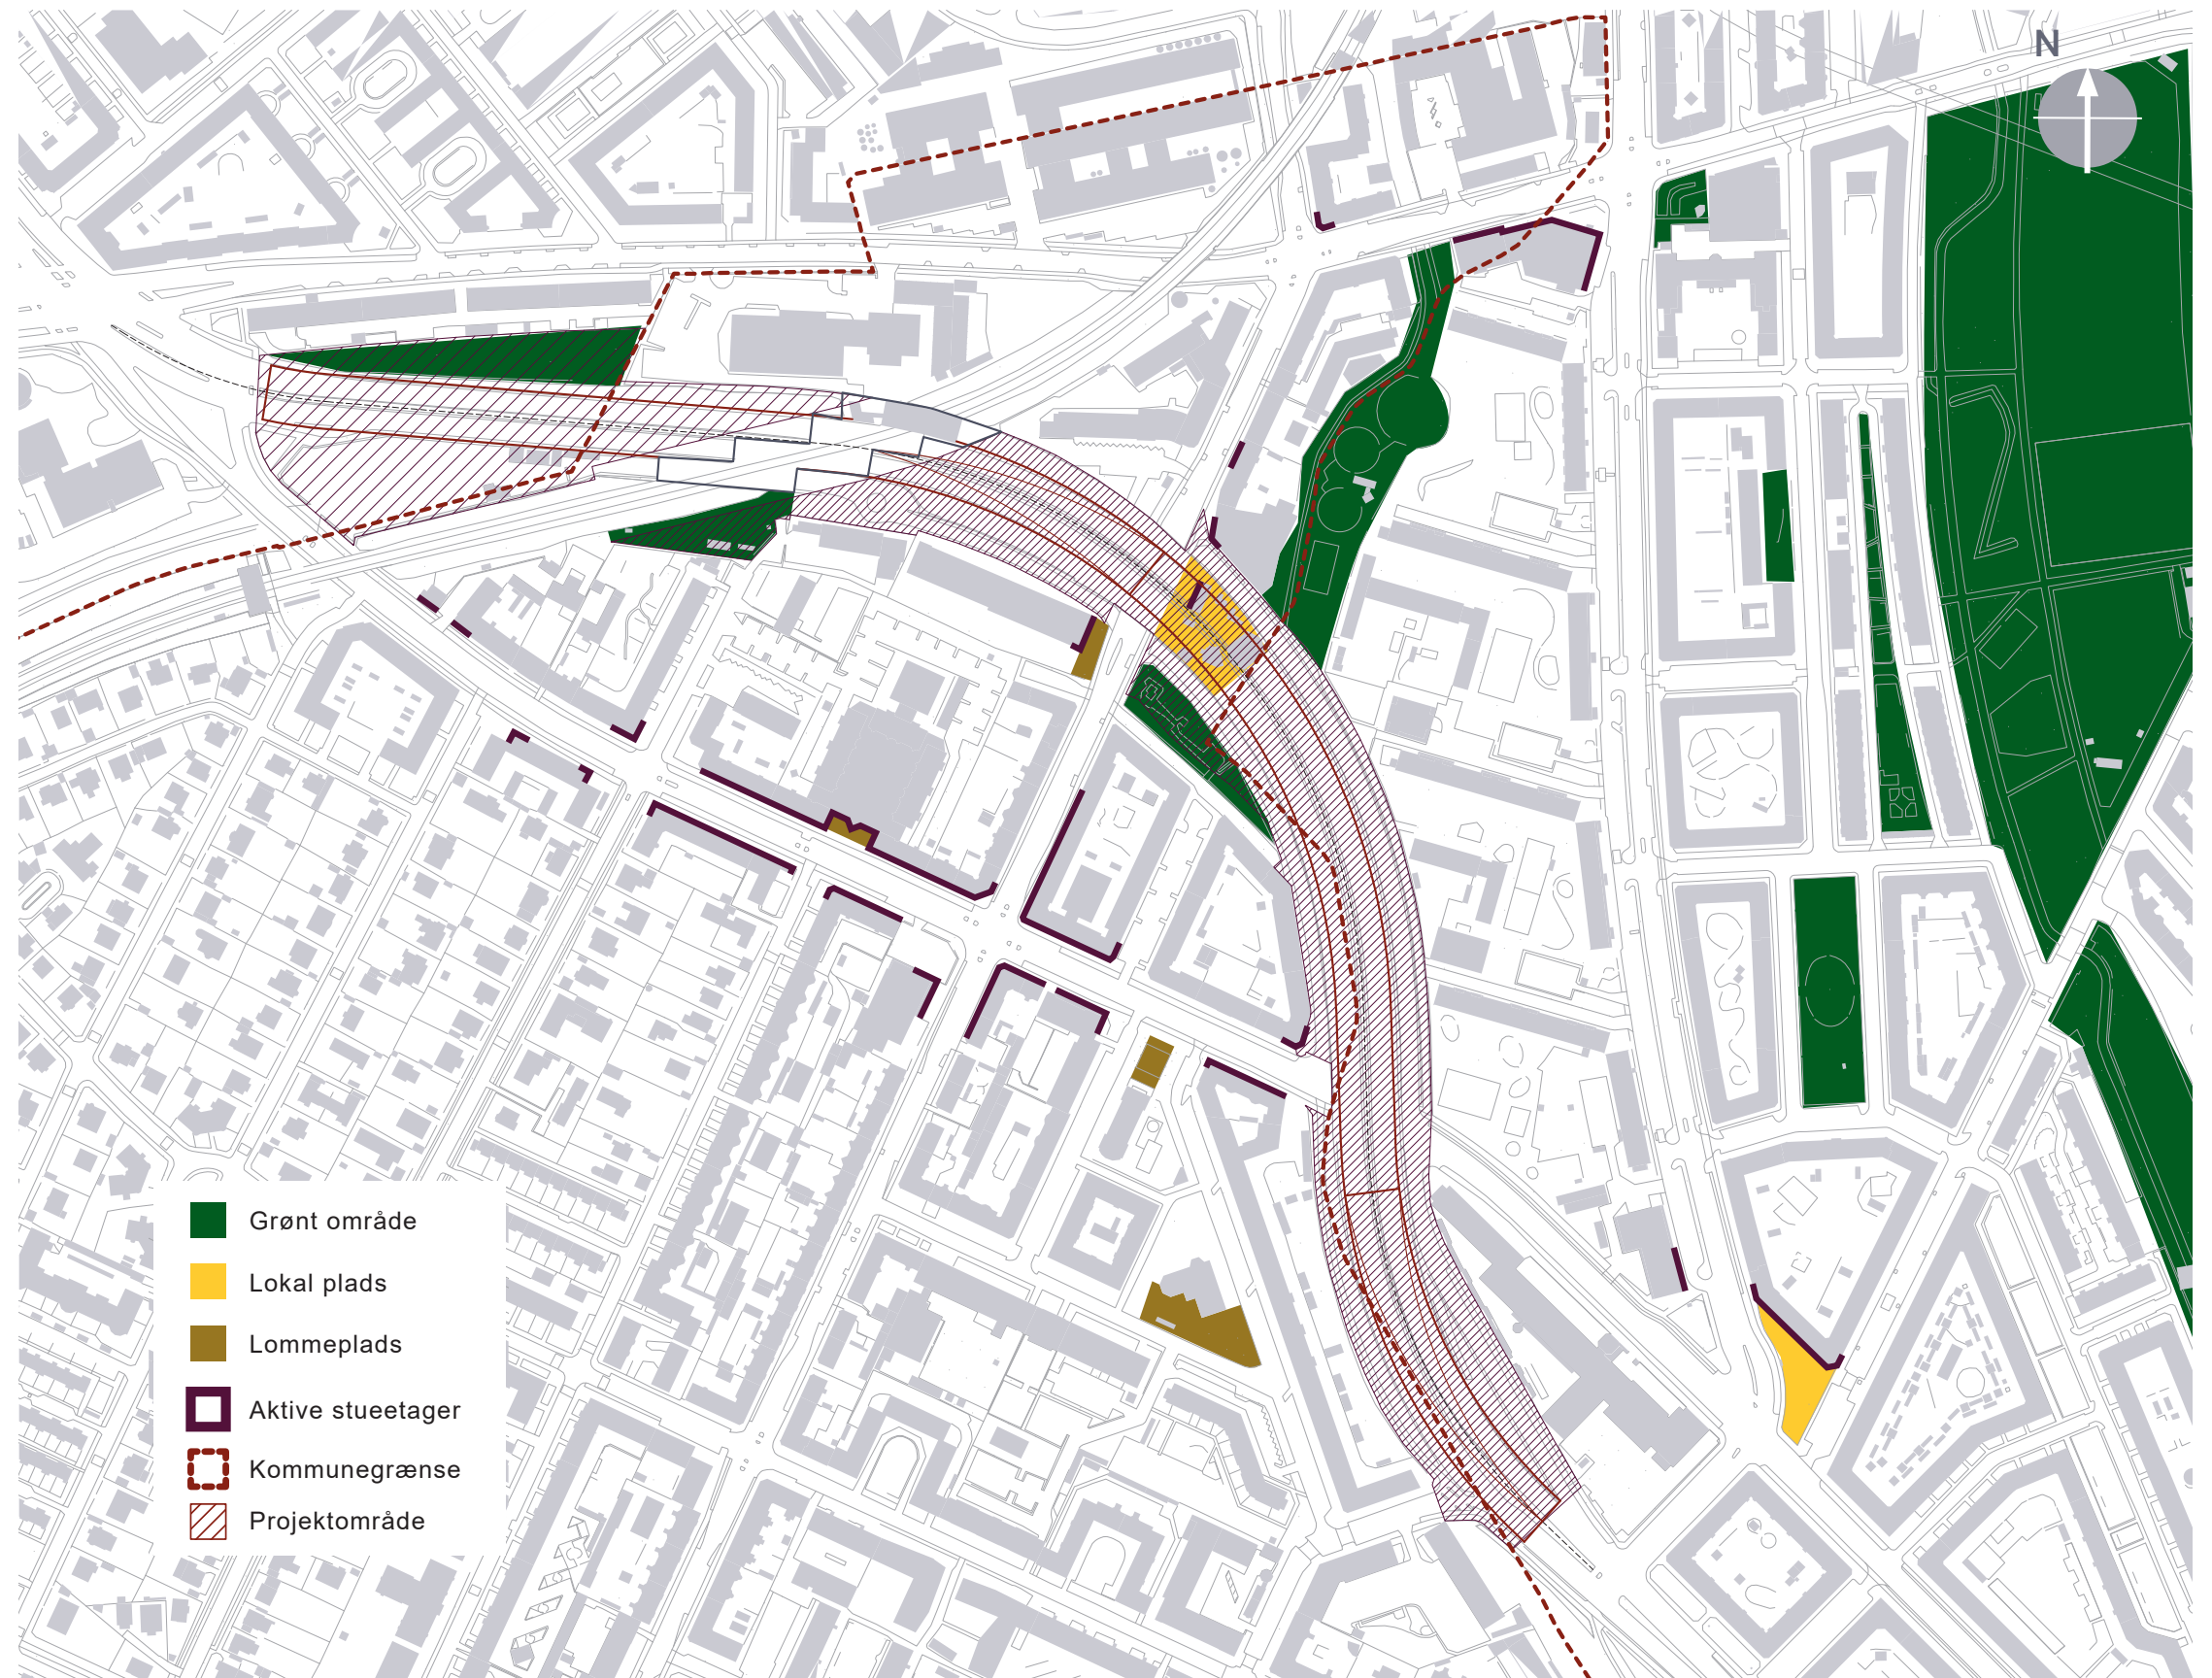 N
Grønt område
Lokal plads
Lommeplads
Aktive stueetager
Kommunegrænse
Projektområde